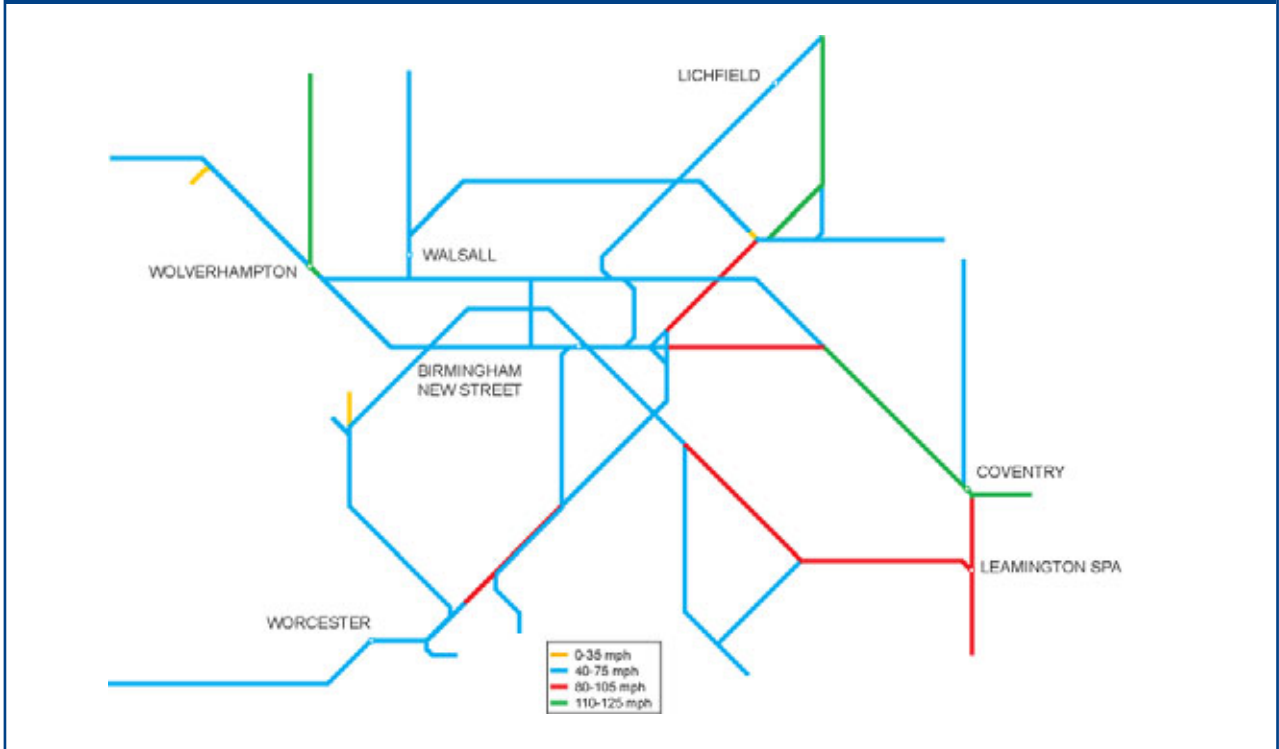 LICHFIELD
WALSALL
WOLVERHAMPTON
BIRMINGHAM
NEW STREET
COVENTRY
LEAMINGTON SPA
WORCESTER
0-35 mph
40-75 mph
80-105 mph
110-125 mph